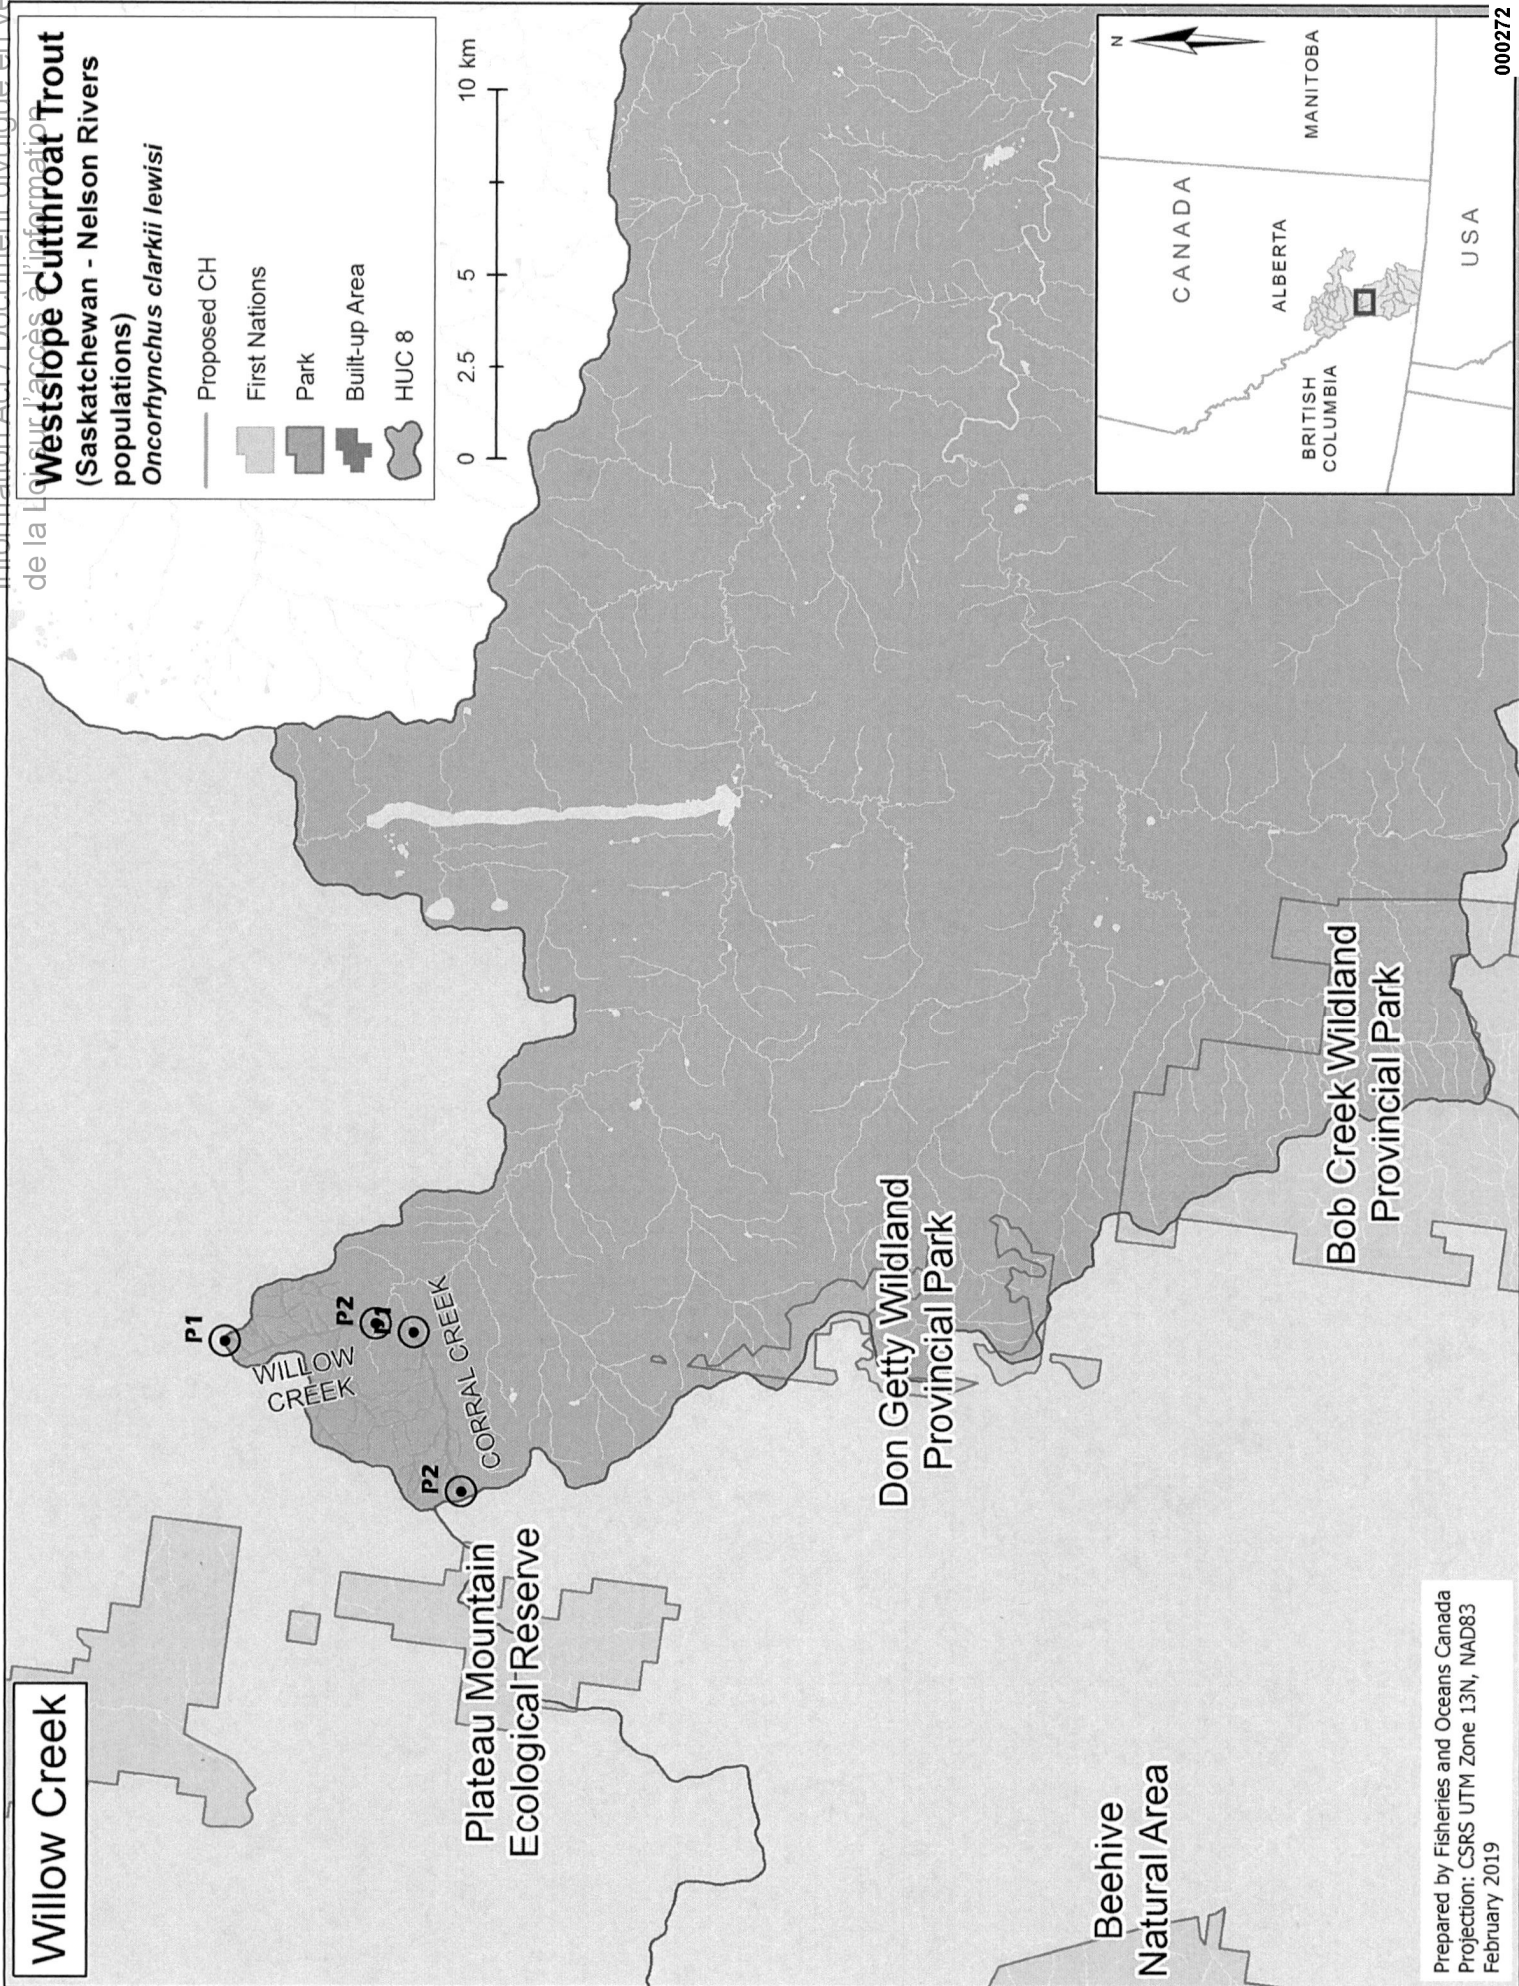 Willow Creek
Westslope Cutthroat Trout
(Saskatchewan - Nelson Rivers
populations)
Oncorhynchus clarkii lewisi
Proposed CH
First Nations
Park
Built-up Area
HUC 8
0 2.5 5 10 km
de la Loi sur l'accès à l'information
P1
WILLOW
CREEK
P2
P1
CORRAL CREEK
P2
Plateau Mountain
Ecological Reserve
Don Getty Wildland
Provincial Park
Bob Creek Wildland
Provincial Park
Beehive
Natural Area
N
CANADA
ALBERTA
MANITOBA
BRITISH
COLUMBIA
USA
Prepared by Fisheries and Oceans Canada
Projection: CSRS UTM Zone 13N, NAD83
February 2019
000272